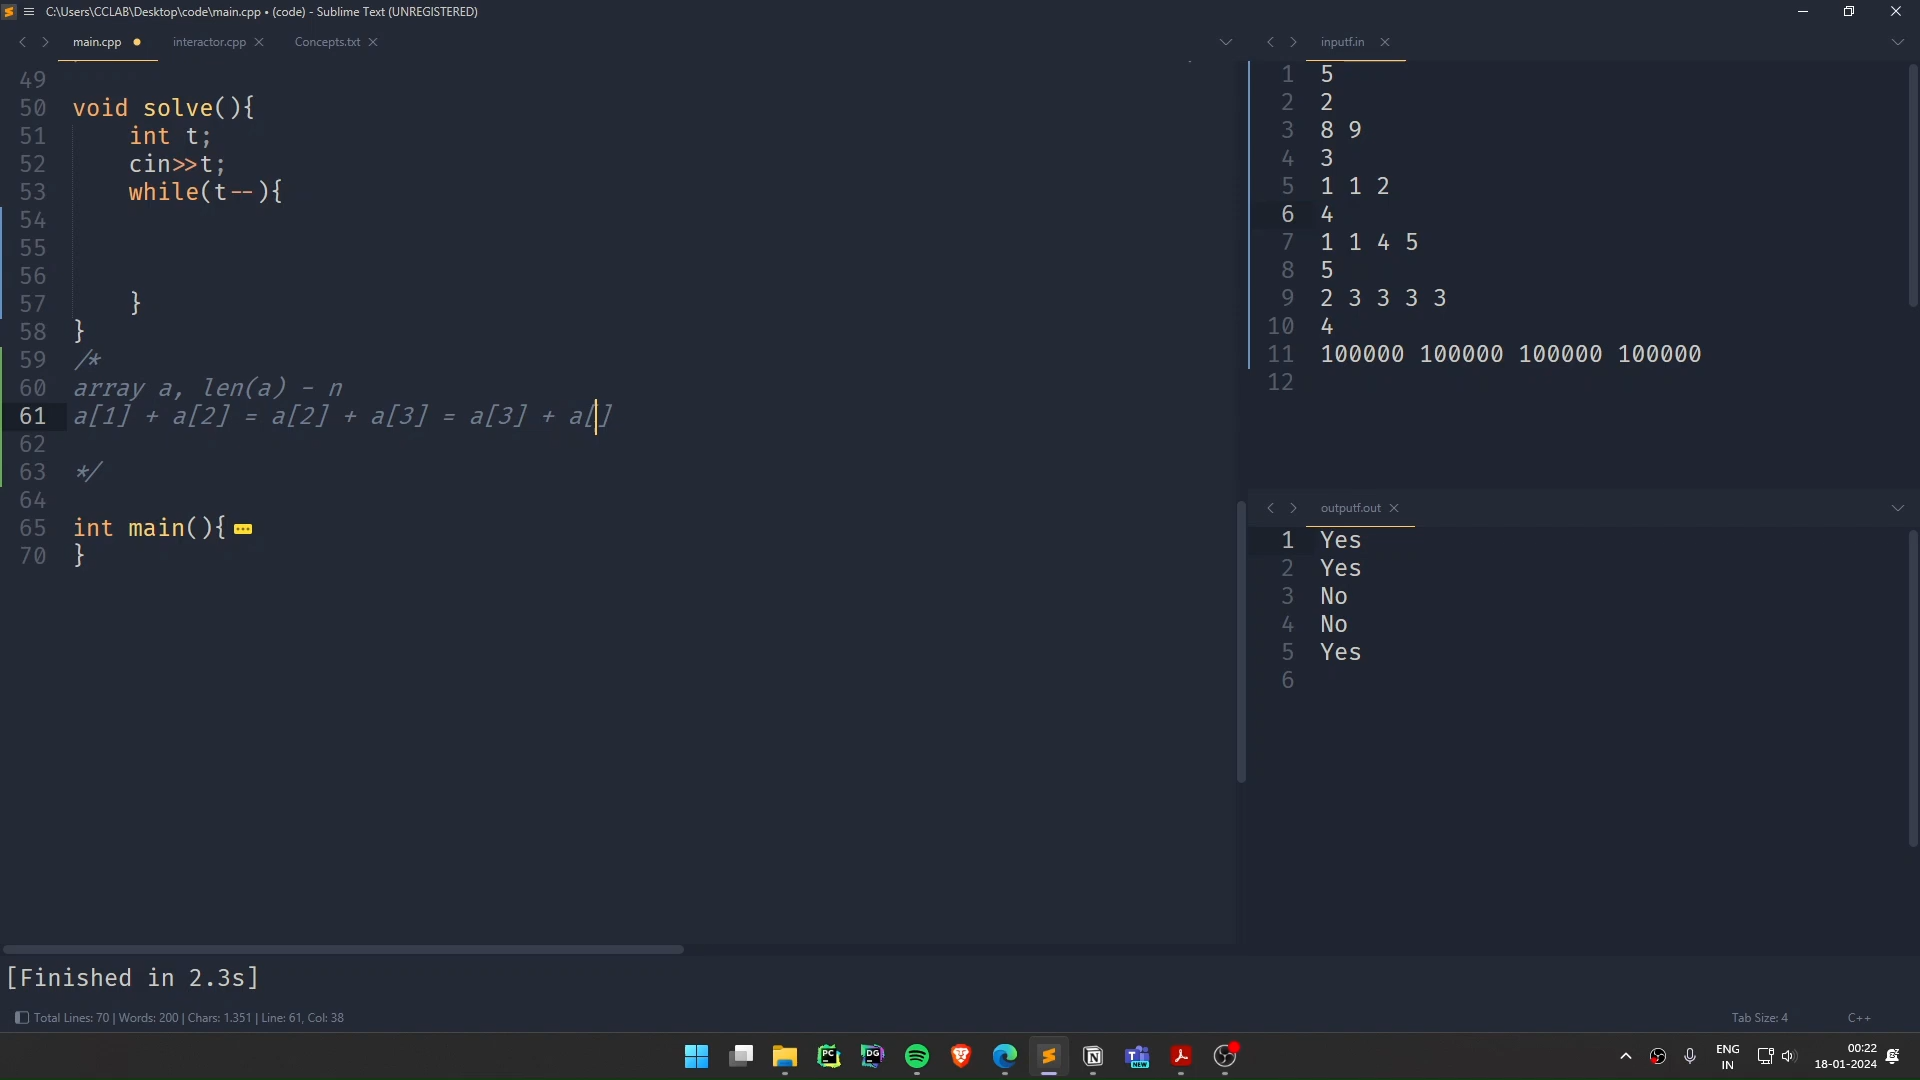 C:\Users\CCLAB\Desktop\code\main.cpp • (code) - Sublime Text (UNREGISTERED)
main.cpp
interactor.cpp
Concepts.txt
49
50 void solve(){
51 int t;
52 cin>>t;
53 while(t--){
54
55
56
57 }
58 }
59 /*
60 array a, len(a) - n
61 a[1] + a[2] = a[2] + a[3] = a[3] + a[]
62
63 */
64
65 int main(){
70 }
inputf.in
1 5
2 2
3 8 9
4 3
5 1 1 2
6 4
7 1 1 4 5
8 5
9 2 3 3 3 3
10 4
11 100000 100000 100000 100000
12
outputf.out
1 Yes
2 Yes
3 No
4 No
5 Yes
6
[Finished in 2.3s]
Total Lines: 70 | Words: 200 | Chars: 1.351 | Line: 61, Col: 38
Tab Size: 4
C++
PC
DG
NEW
ENG
IN
00:22
18-01-2024